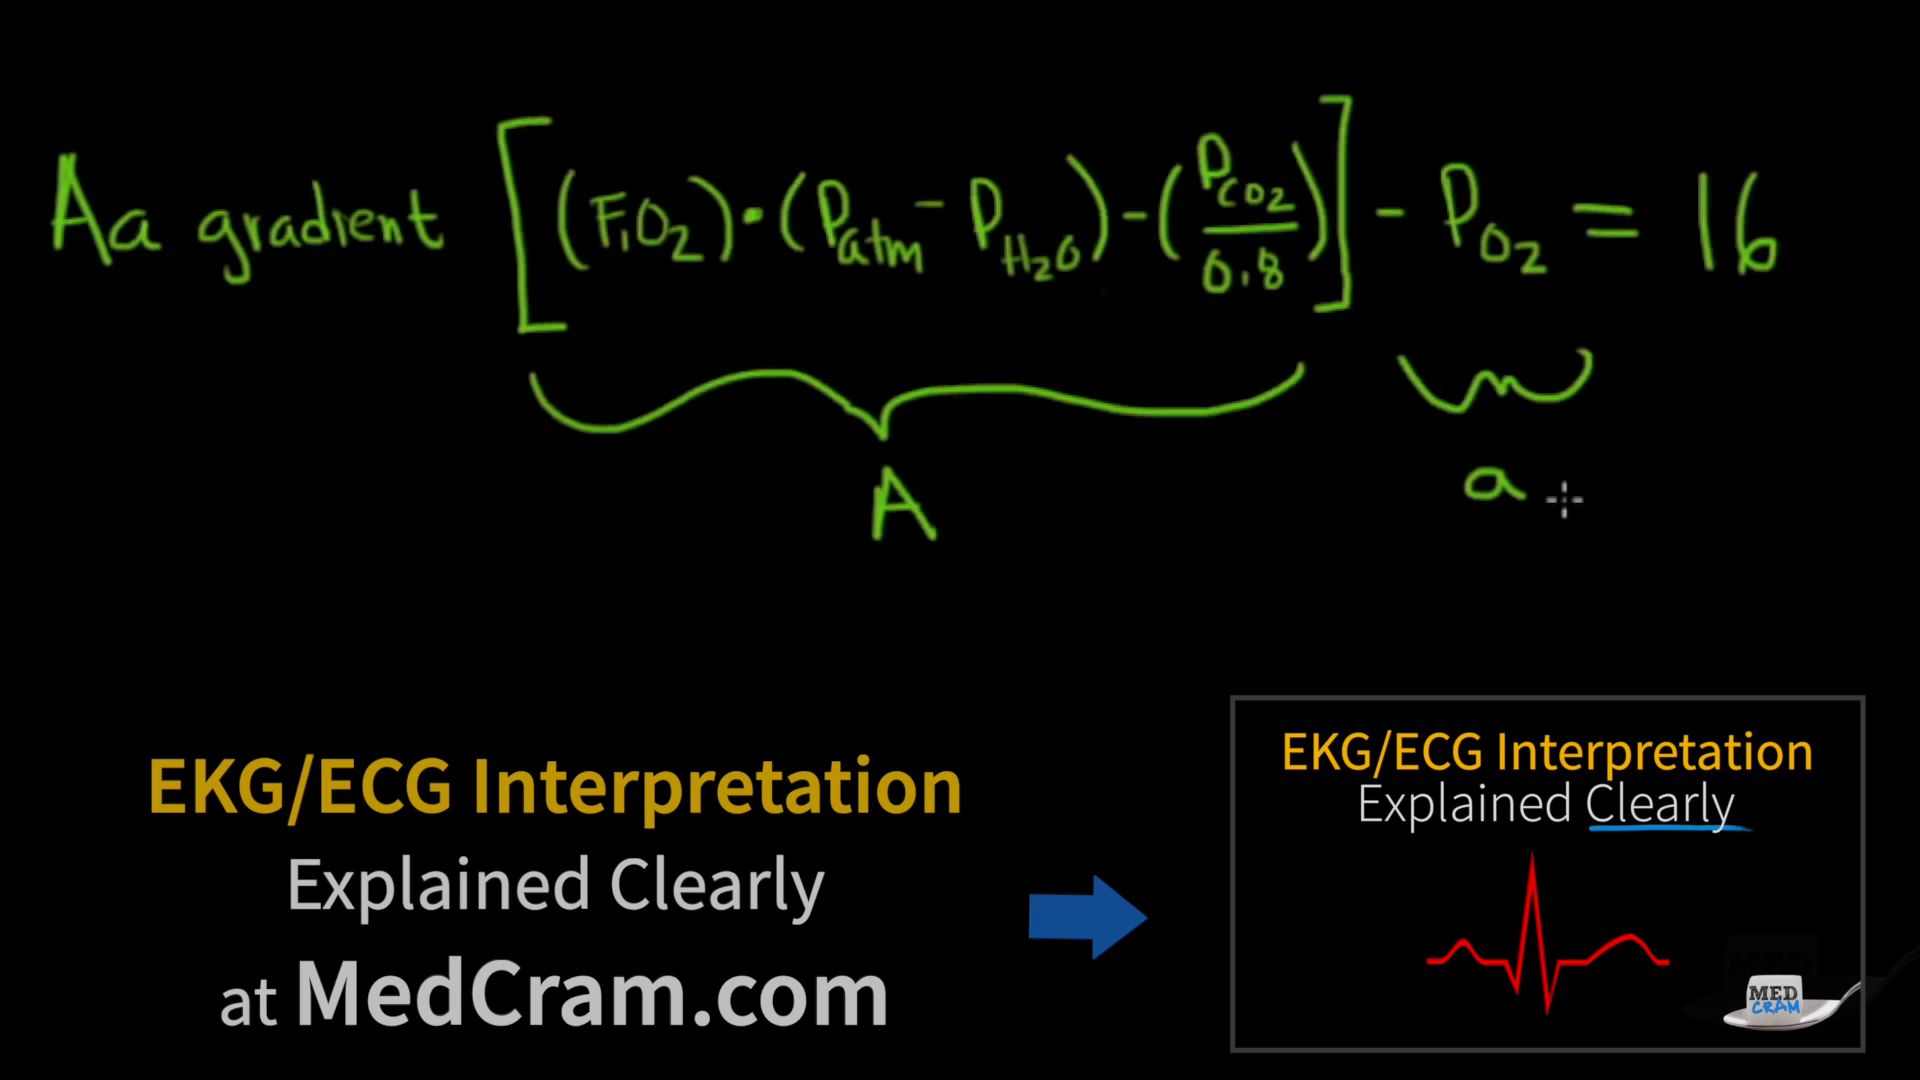 Aa gradient [(FiO₂)·(Patm - PH₂O) - (PCO₂/0.8)] - PO₂ = 16
A
a
EKG/ECG Interpretation
Explained Clearly
at MedCram.com
EKG/ECG Interpretation
Explained Clearly
MED
CRAM